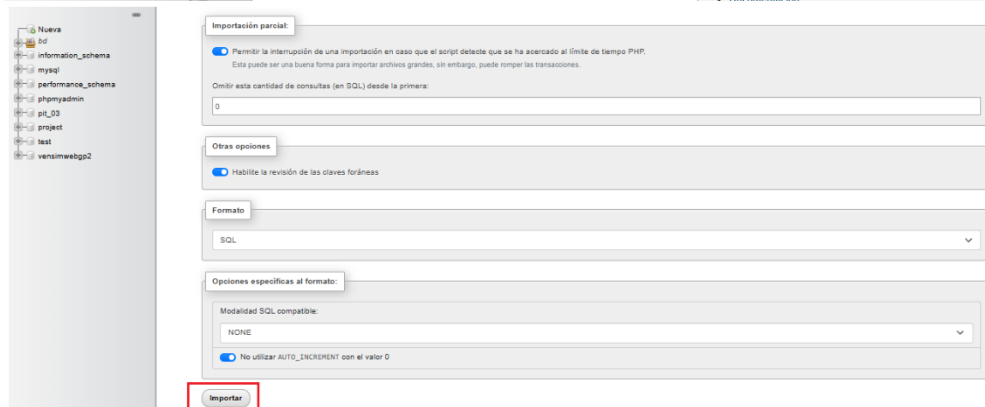 Nueva
bd
information_schema
mysql
performance_schema
phpmyadmin
pit_03
project
test
vensimwebgp2
Importación parcial:
Permitir la interrupción de una importación en caso que el script detecte que se ha acercado al límite de tiempo PHP.
Esta puede ser una buena forma para importar archivos grandes, sin embargo, puede romper las transacciones.
Omitir esta cantidad de consultas (en SQL) desde la primera:
0
Otras opciones
Habilite la revisión de las claves foráneas
Formato
SQL
Opciones específicas al formato:
Modalidad SQL compatible:
NONE
No utilizar AUTO_INCREMENT con el valor 0
Importar